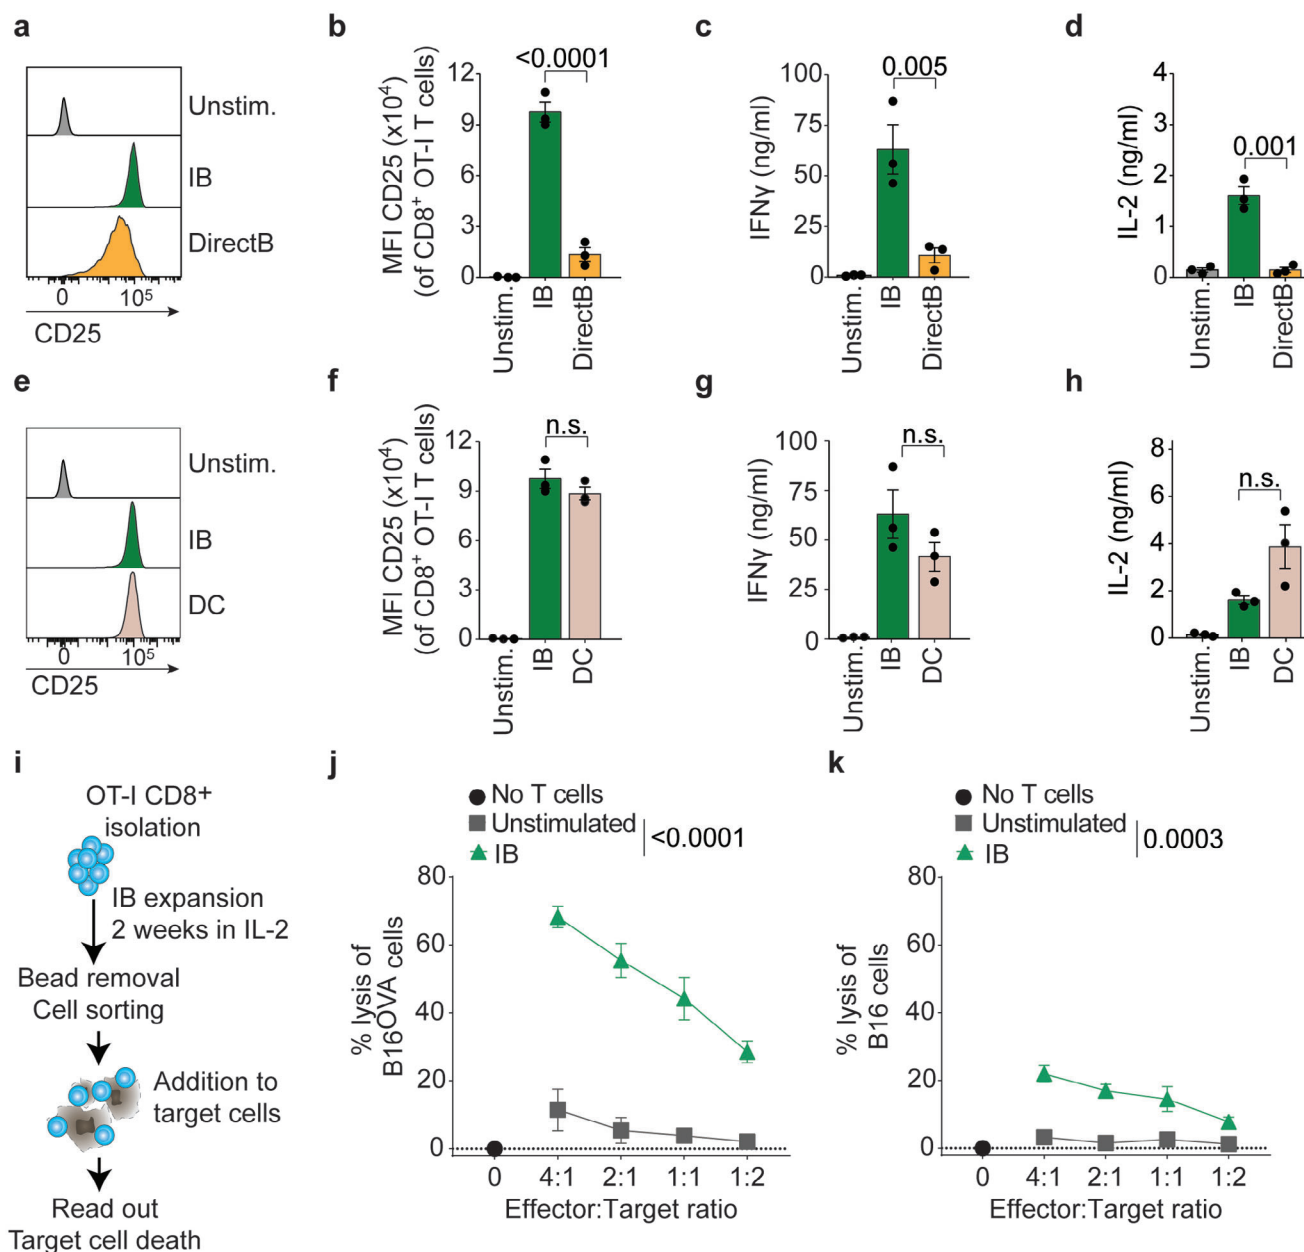 a
Unstim.
IB
DirectB
0 10⁵
CD25
b
MFI CD25 (x10⁴)
(of CD8⁺ OT-I T cells)
12
9
6
3
0
<0.0001
Unstim.
IB
DirectB
c
IFNγ (ng/ml)
100
75
50
25
0
0.005
Unstim.
IB
DirectB
d
IL-2 (ng/ml)
4
3
2
1
0
0.001
Unstim.
IB
DirectB
e
Unstim.
IB
DC
0 10⁵
CD25
f
MFI CD25 (x10⁴)
(of CD8⁺ OT-I T cells)
12
9
6
3
0
n.s.
Unstim.
IB
DC
g
IFNγ (ng/ml)
100
75
50
25
0
n.s.
Unstim.
IB
DC
h
IL-2 (ng/ml)
8
6
4
2
0
n.s.
Unstim.
IB
DC
i
OT-I CD8+
isolation
IB expansion
2 weeks in IL-2
Bead removal
Cell sorting
Addition to
target cells
Read out
Target cell death
j
No T cells
Unstimulated
IB
<0.0001
% lysis of
B16OVA cells
80
60
40
20
0
0 4:1 2:1 1:1 1:2
Effector:Target ratio
k
No T cells
Unstimulated
IB
0.0003
% lysis of
B16 cells
80
60
40
20
0
0 4:1 2:1 1:1 1:2
Effector:Target ratio